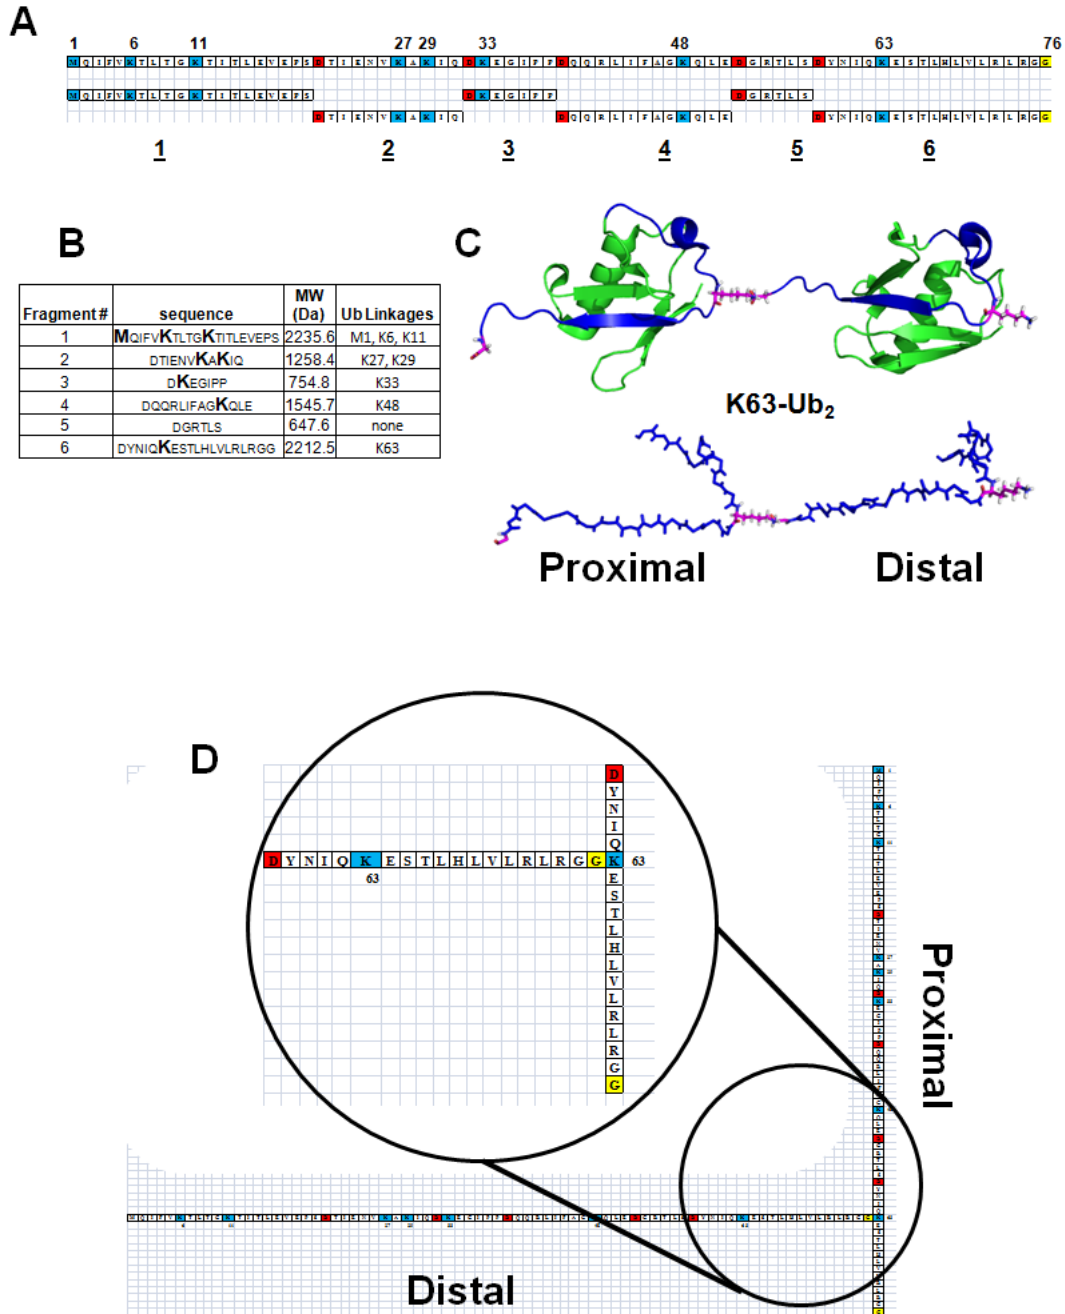 A
1 6 11 27 29 33 48 63 76
M Q I F V K T L T G K T I T L E V E P S D T I E N V K A K I Q D K E G I P P D Q Q R L I F A G K Q L E D G R T L S D Y N I Q K E S T L H L V L R L R G G
M Q I F V K T L T G K T I T L E V E P S D K E G I P P D G R T L S
D T I E N V K A K I Q D Q Q R L I F A G K Q L E D Y N I Q K E S T L H L V L R L R G G
1 2 3 4 5 6
B
Fragment # sequence MW (Da) Ub Linkages
1 MQIFVKTLTGKTITLEVEPS 2235.6 M1, K6, K11
2 DTIENVKAKIQ 1258.4 K27, K29
3 DKEGIPP 754.8 K33
4 DQQRLIFAGKQLE 1545.7 K48
5 DGRTLS 647.6 none
6 DYNIQKESTLHLVLRLRGG 2212.5 K63
C
K63-Ub2
Proximal Distal
D
D
Y
N
I
Q
D Y N I Q K E S T L H L V L R L R G G K 63
63
E
S
T
L
H
L
V
L
R
L
R
G
G
Proximal
Distal